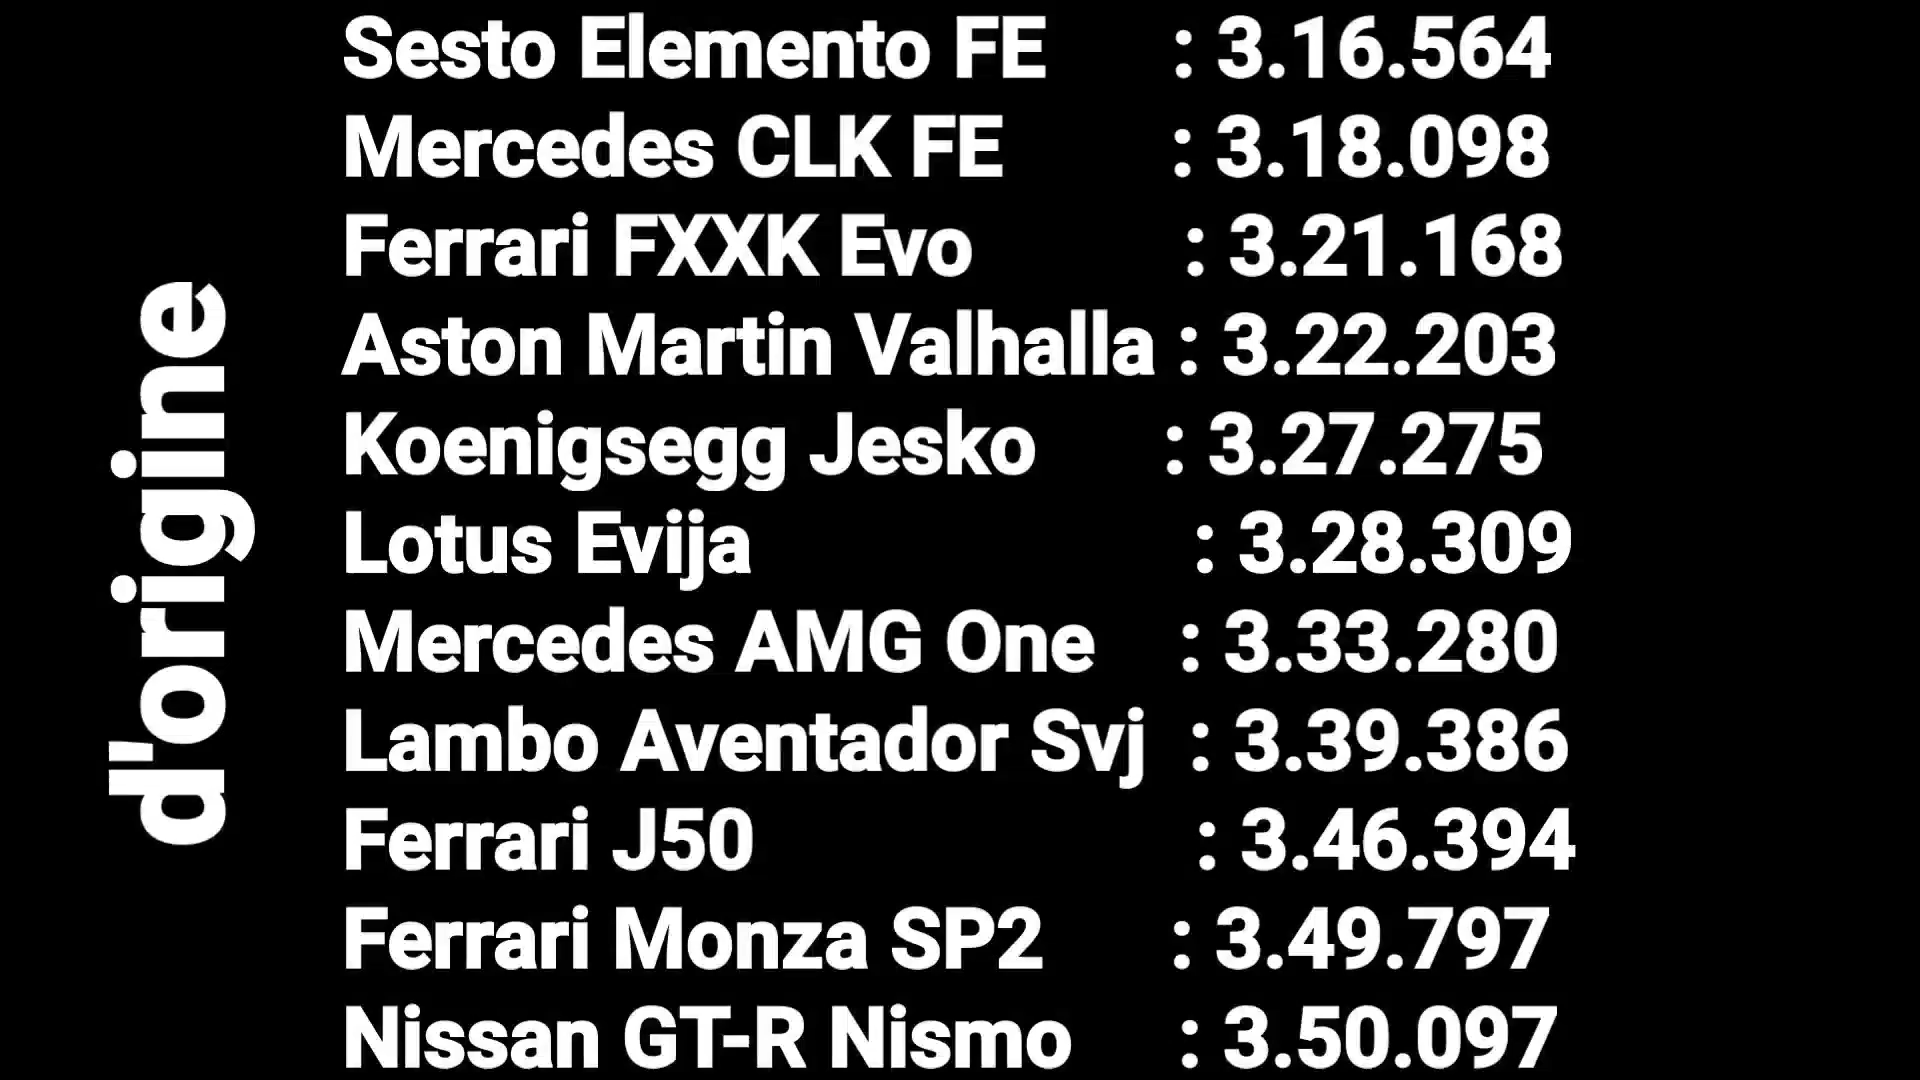 d'origine
Sesto Elemento FE : 3.16.564
Mercedes CLK FE : 3.18.098
Ferrari FXXK Evo : 3.21.168
Aston Martin Valhalla : 3.22.203
Koenigsegg Jesko : 3.27.275
Lotus Evija : 3.28.309
Mercedes AMG One : 3.33.280
Lambo Aventador Svj : 3.39.386
Ferrari J50 : 3.46.394
Ferrari Monza SP2 : 3.49.797
Nissan GT-R Nismo : 3.50.097